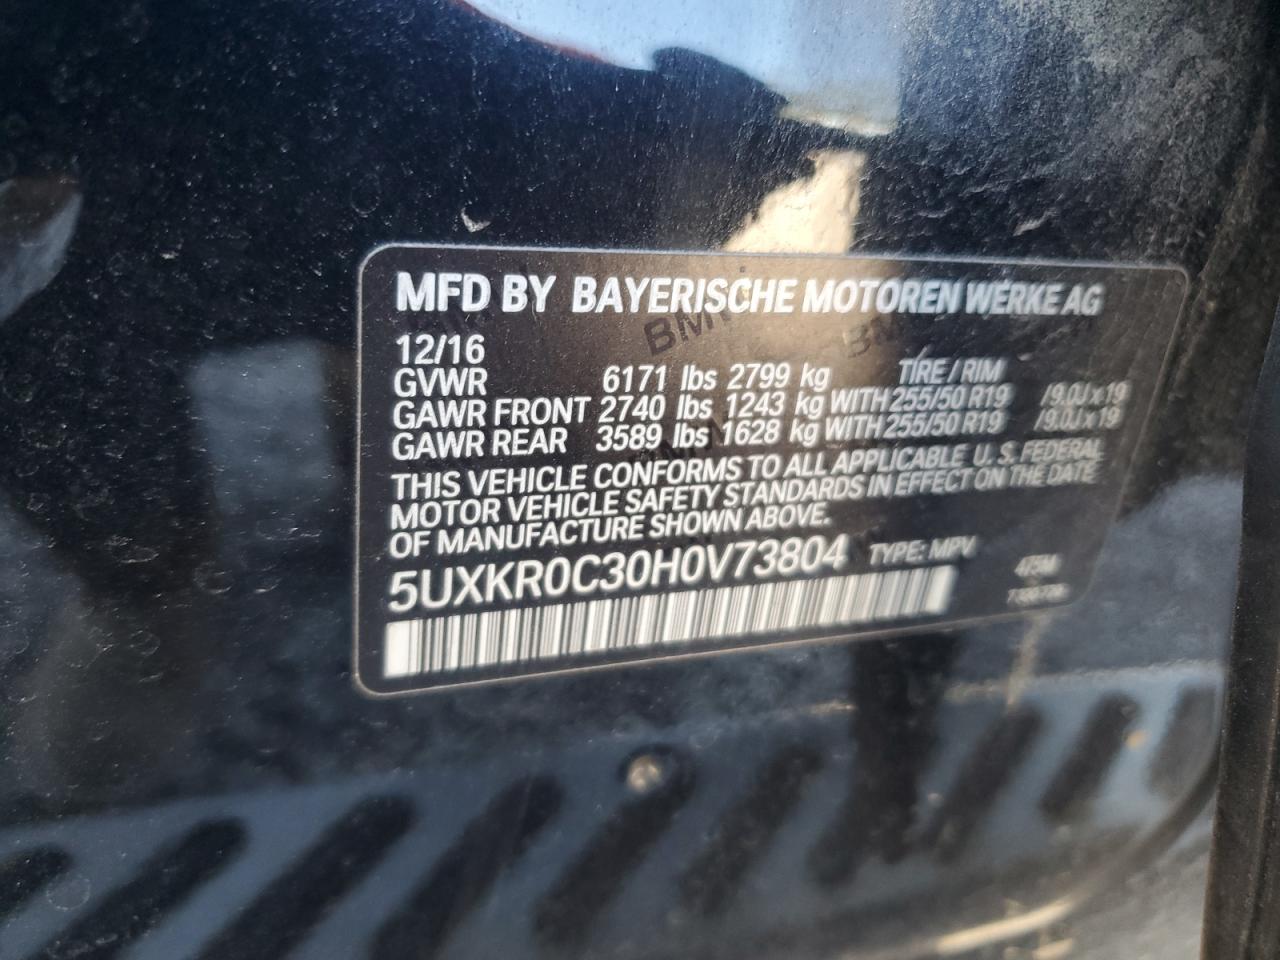 MFD BY BAYERISCHE MOTOREN WERKE AG
12/16
GVWR 6171 lbs 2799 kg TIRE / RIM
GAWR FRONT 2740 lbs 1243 kg WITH 255/50 R19 /9.0J x 19
GAWR REAR 3589 lbs 1628 kg WITH 255/50 R19 /9.0J x 19
THIS VEHICLE CONFORMS TO ALL APPLICABLE U. S. FEDERAL
MOTOR VEHICLE SAFETY STANDARDS IN EFFECT ON THE DATE
OF MANUFACTURE SHOWN ABOVE.
5UXKR0C30H0V73804 TYPE: MPV